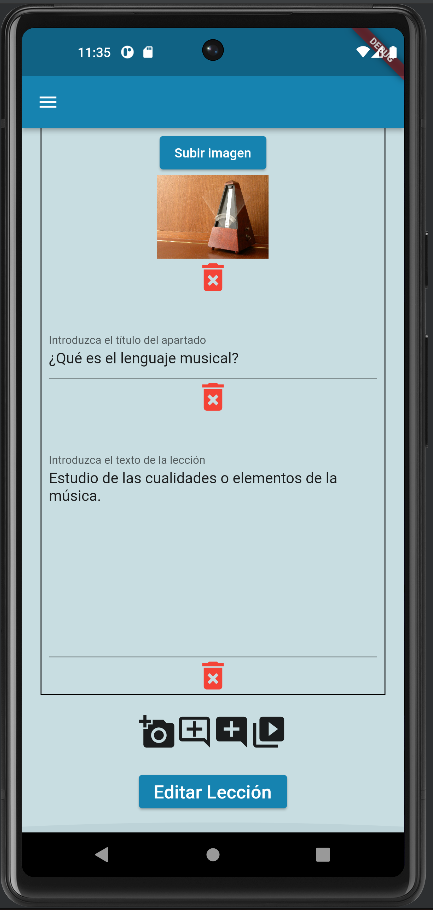 11:35
DEBUG
Subir Imagen
Introduzca el título del apartado
¿Qué es el lenguaje musical?
Introduzca el texto de la lección
Estudio de las cualidades o elementos de la
música.
Editar Lección